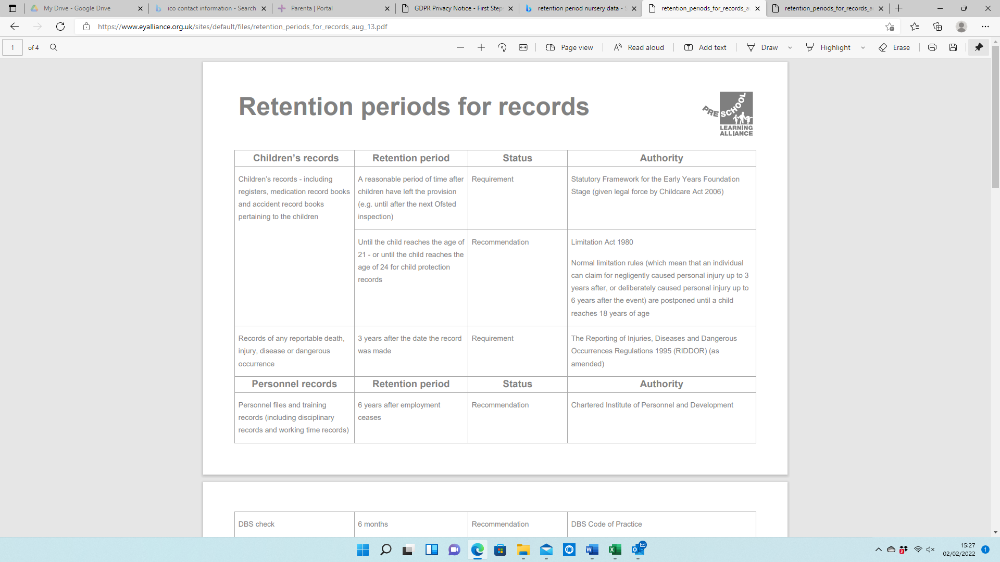 My Drive - Google Drive
ico contact information - Search
Parenta | Portal
GDPR Privacy Notice - First Step
retention period nursery data - S
retention_periods_for_records_a
retention_periods_for_records_a
https://www.eyalliance.org.uk/sites/default/files/retention_periods_for_records_aug_13.pdf
1 of 4
Page view
Read aloud
Add text
Draw
Highlight
Erase
Retention periods for records
PRE SCHOOL
LEARNING
ALLIANCE
Children's records Retention period Status Authority
Children's records - including
registers, medication record books
and accident record books
pertaining to the children
A reasonable period of time after
children have left the provision
(e.g. until after the next Ofsted
inspection)
Requirement
Statutory Framework for the Early Years Foundation
Stage (given legal force by Childcare Act 2006)
Until the child reaches the age of
21 - or until the child reaches the
age of 24 for child protection
records
Recommendation
Limitation Act 1980
Normal limitation rules (which mean that an individual
can claim for negligently caused personal injury up to 3
years after, or deliberately caused personal injury up to
6 years after the event) are postponed until a child
reaches 18 years of age
Records of any reportable death,
injury, disease or dangerous
occurrence
3 years after the date the record
was made
Requirement
The Reporting of Injuries, Diseases and Dangerous
Occurrences Regulations 1995 (RIDDOR) (as
amended)
Personnel records Retention period Status Authority
Personnel files and training
records (including disciplinary
records and working time records)
6 years after employment
ceases
Recommendation
Chartered Institute of Personnel and Development
DBS check
6 months
Recommendation
DBS Code of Practice
3
15:27
02/02/2022
1